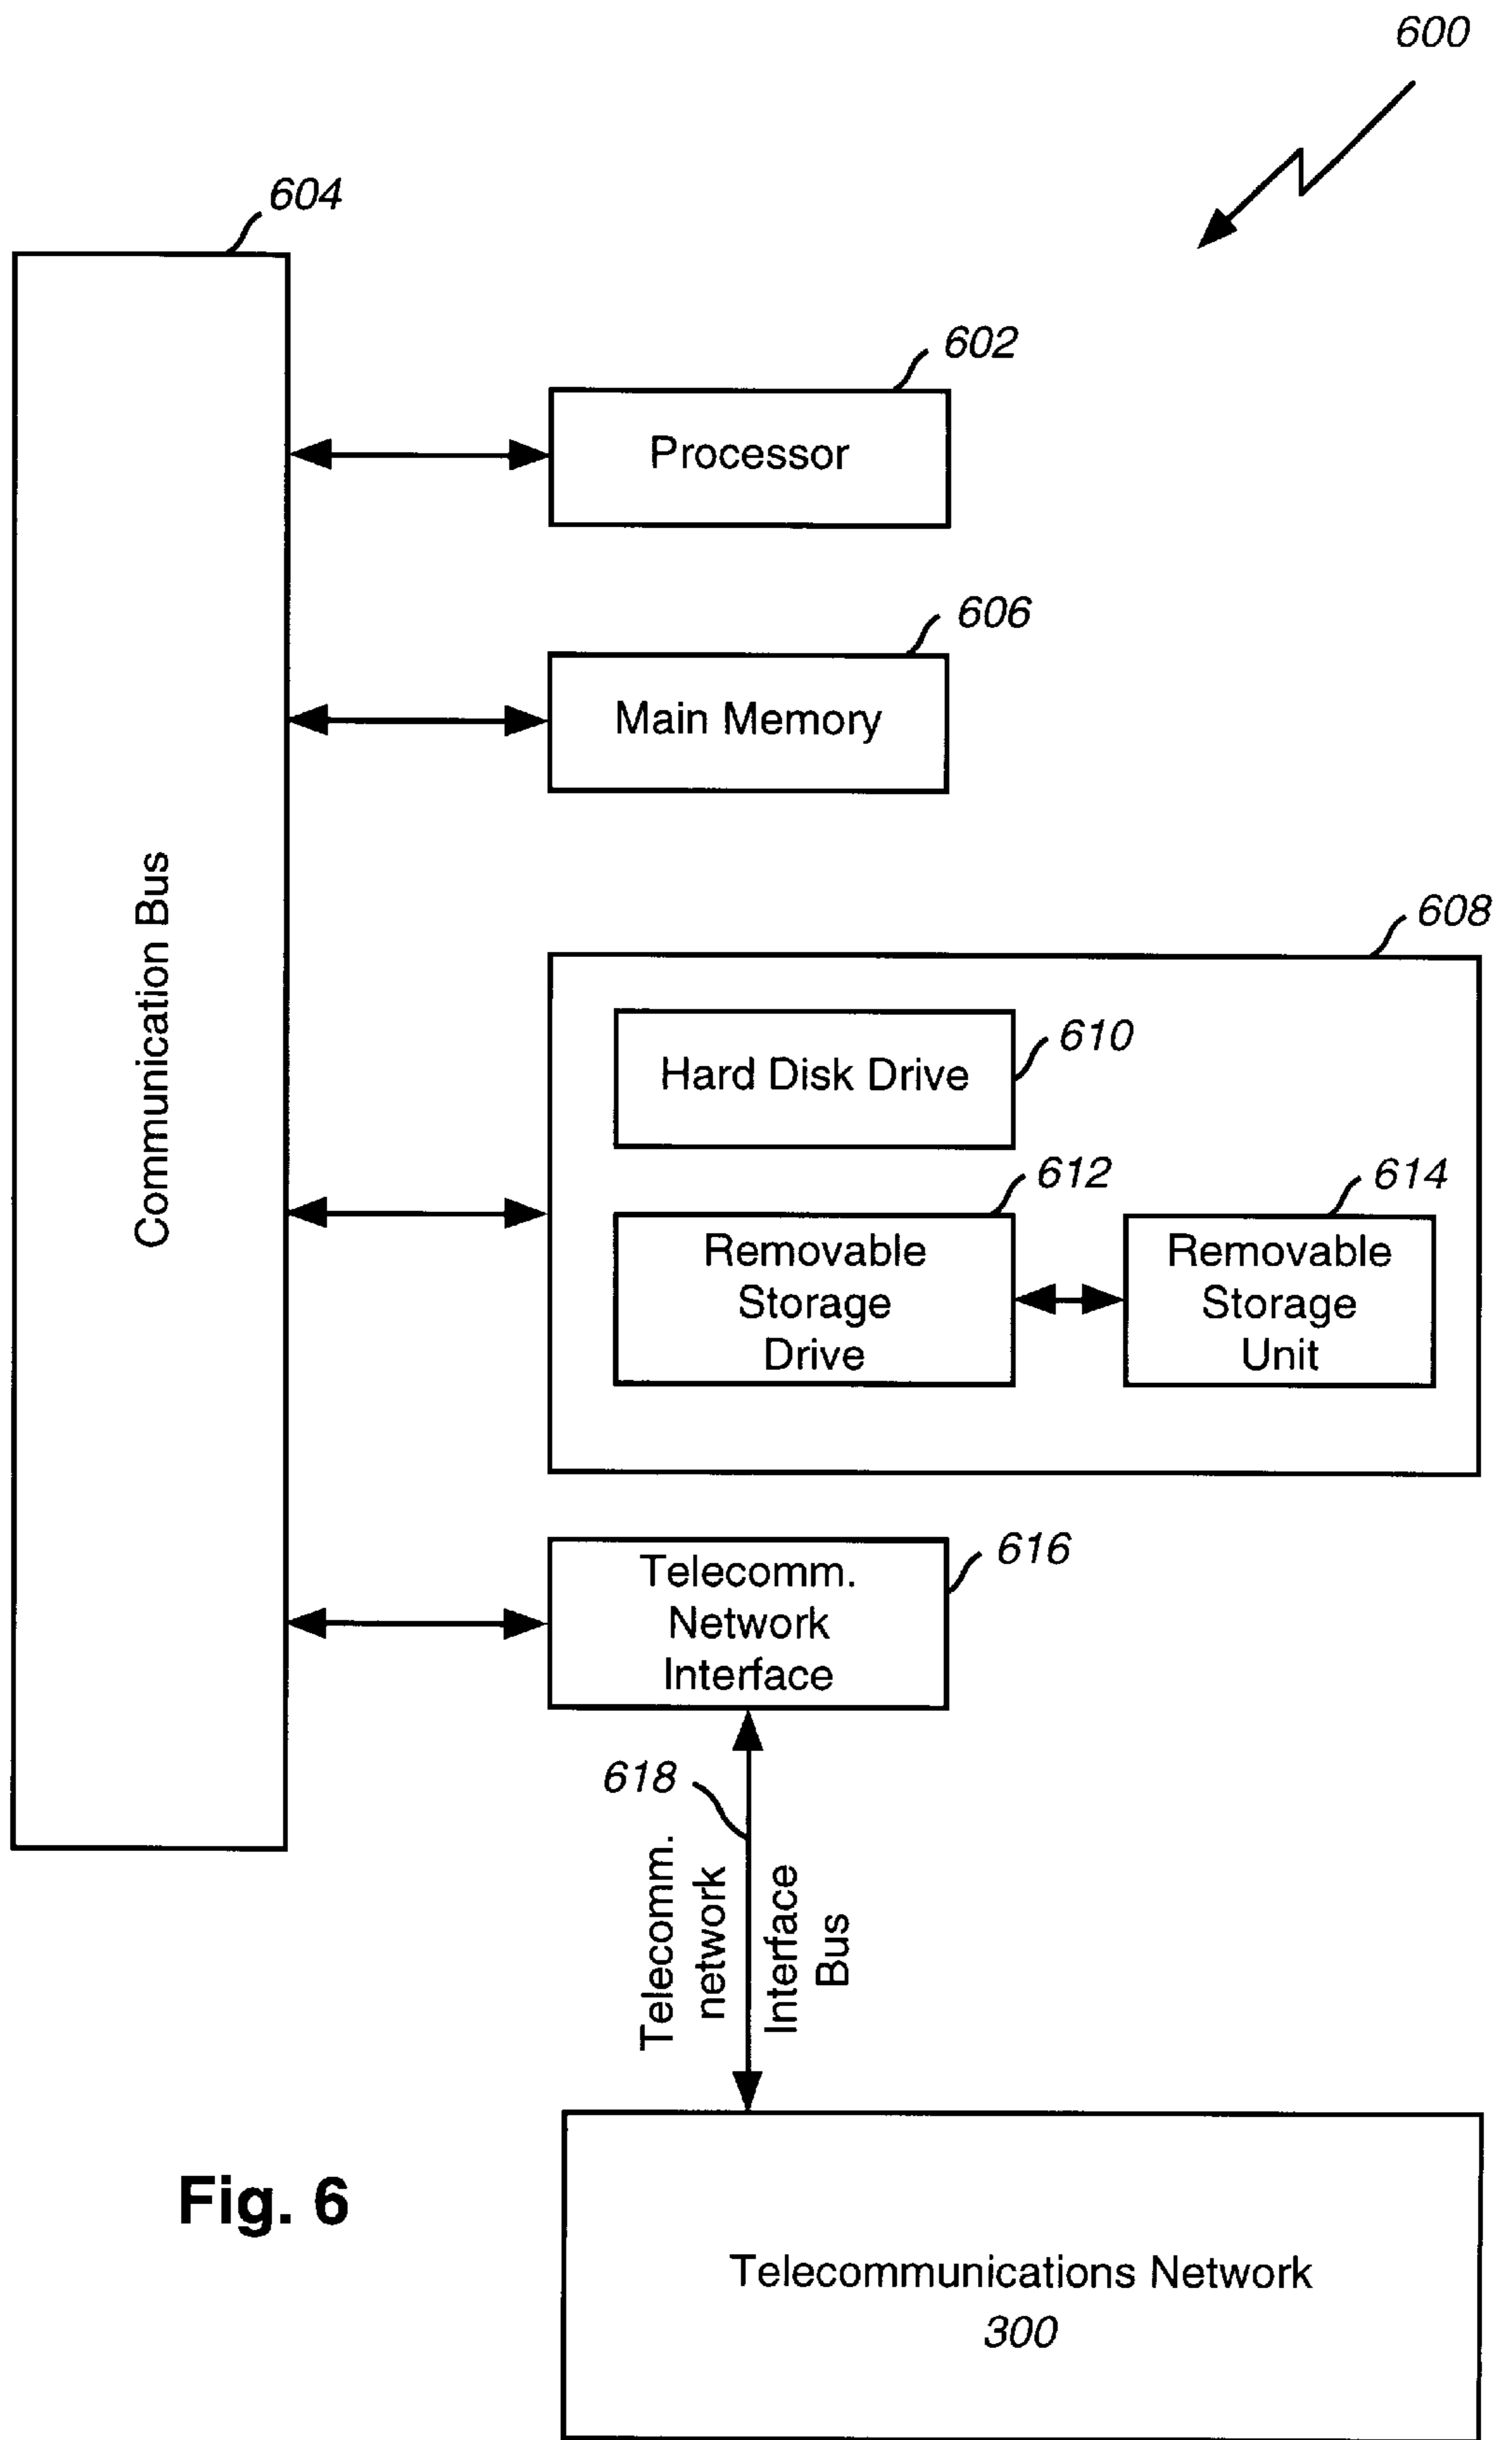 600
604
602
Processor
606
Main Memory
Communication Bus
608
610
Hard Disk Drive
612
614
Removable
Storage
Drive
Removable
Storage
Unit
616
Telecomm.
Network
Interface
618
Telecomm.
network
Interface
Bus
Fig. 6
Telecommunications Network
300